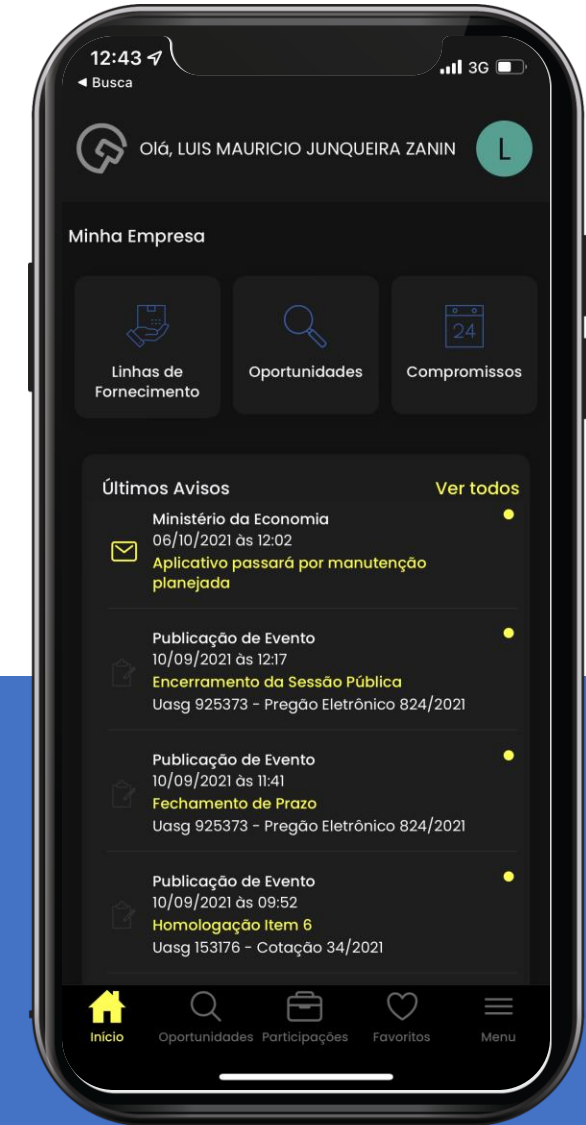 12:43
3G
◄ Busca
Olá, LUIS MAURICIO JUNQUEIRA ZANIN
L
Minha Empresa
24
Linhas de
Fornecimento
Oportunidades
Compromissos
Últimos Avisos
Ver todos
Ministério da Economia
06/10/2021 às 12:02
Aplicativo passará por manutenção
planejada
Publicação de Evento
10/09/2021 às 12:17
Encerramento da Sessão Pública
Uasg 925373 - Pregão Eletrônico 824/2021
Publicação de Evento
10/09/2021 às 11:41
Fechamento de Prazo
Uasg 925373 - Pregão Eletrônico 824/2021
Publicação de Evento
10/09/2021 às 09:52
Homologação Item 6
Uasg 153176 - Cotação 34/2021
Início
Oportunidades
Participações
Favoritos
Menu